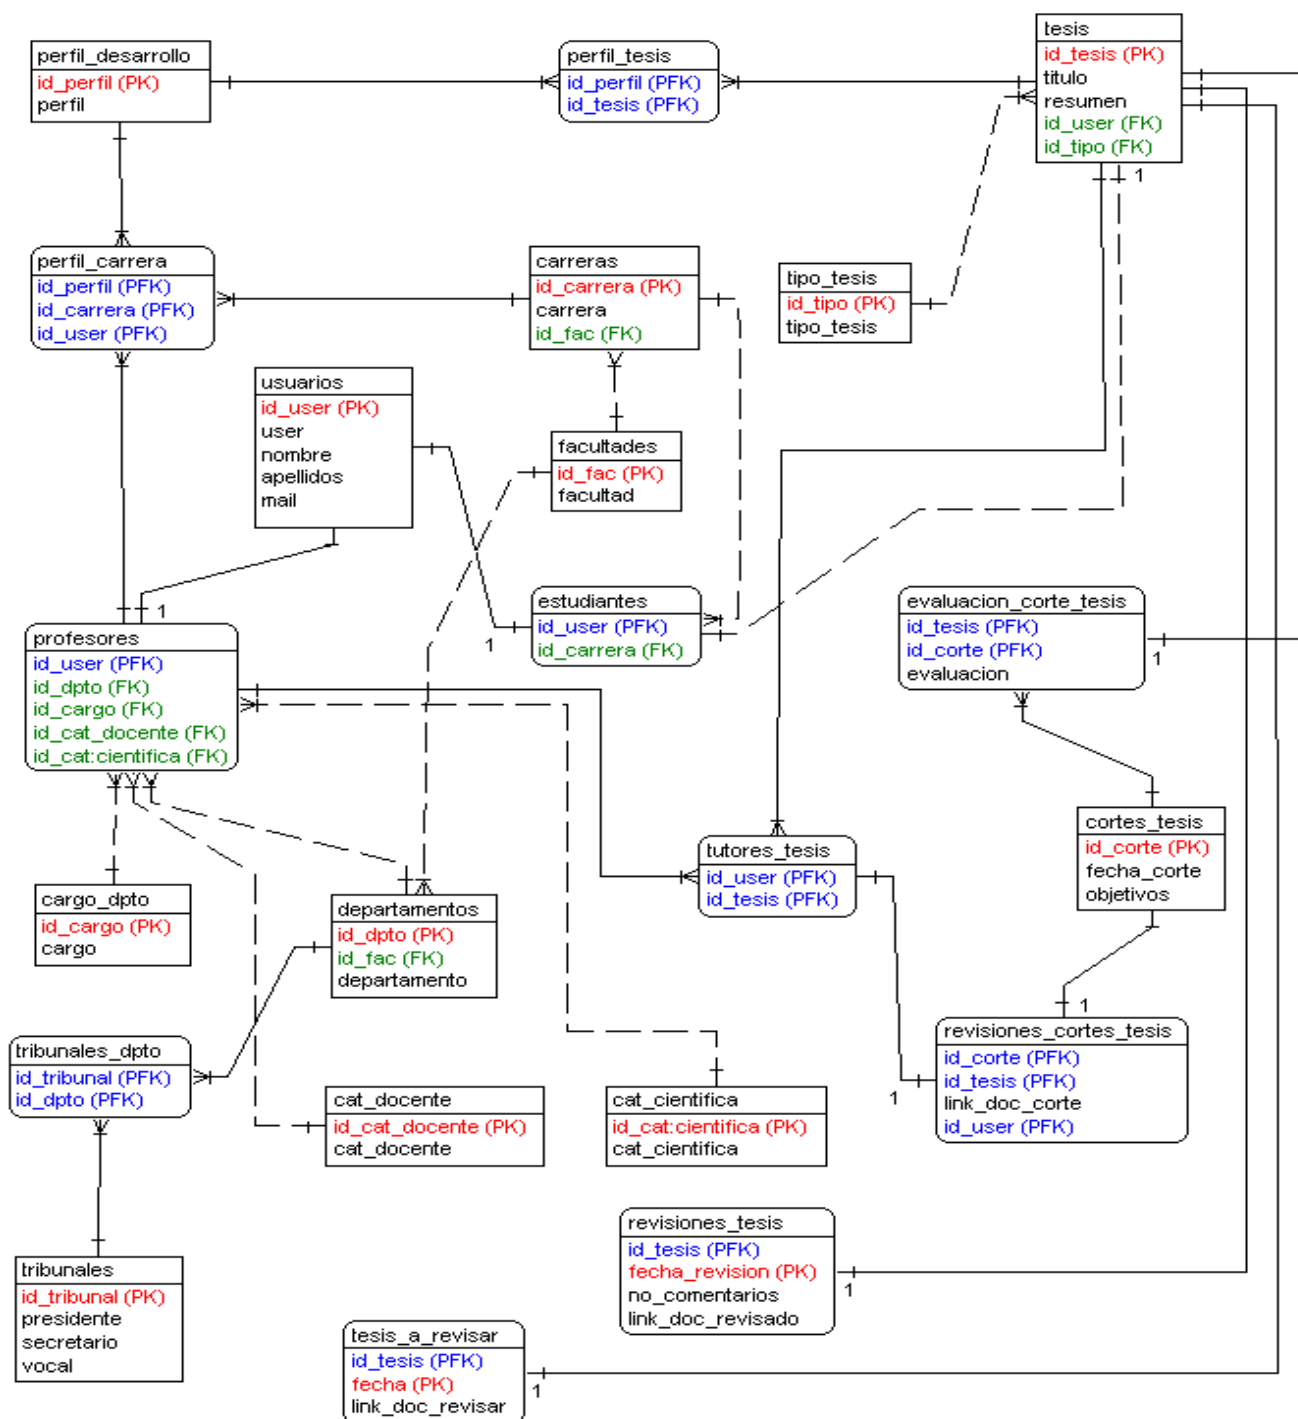 perfil_desarrollo
id_perfil (PK)
perfil
perfil_tesis
id_perfil (PFK)
id_tesis (PFK)
tesis
id_tesis (PK)
titulo
resumen
id_user (FK)
id_tipo (FK)
1
perfil_carrera
id_perfil (PFK)
id_carrera (PFK)
id_user (PFK)
carreras
id_carrera (PK)
carrera
id_fac (FK)
tipo_tesis
id_tipo (PK)
tipo_tesis
usuarios
id_user (PK)
user
nombre
apellidos
mail
facultades
id_fac (PK)
facultad
1
profesores
id_user (PFK)
id_dpto (FK)
id_cargo (FK)
id_cat_docente (FK)
id_cat:cientifica (FK)
1
estudiantes
id_user (PFK)
id_carrera (FK)
evaluacion_corte_tesis
id_tesis (PFK)
id_corte (PFK)
evaluacion
1
cortes_tesis
id_corte (PK)
fecha_corte
objetivos
tutores_tesis
id_user (PFK)
id_tesis (PFK)
cargo_dpto
id_cargo (PK)
cargo
departamentos
id_dpto (PK)
id_fac (FK)
departamento
1
revisiones_cortes_tesis
id_corte (PFK)
id_tesis (PFK)
link_doc_corte
id_user (PFK)
1
tribunales_dpto
id_tribunal (PFK)
id_dpto (PFK)
cat_docente
id_cat_docente (PK)
cat_docente
cat_cientifica
id_cat:cientifica (PK)
cat_cientifica
revisiones_tesis
id_tesis (PFK)
fecha_revision (PK)
no_comentarios
link_doc_revisado
1
tribunales
id_tribunal (PK)
presidente
secretario
vocal
tesis_a_revisar
id_tesis (PFK)
fecha (PK)
link_doc_revisar
1